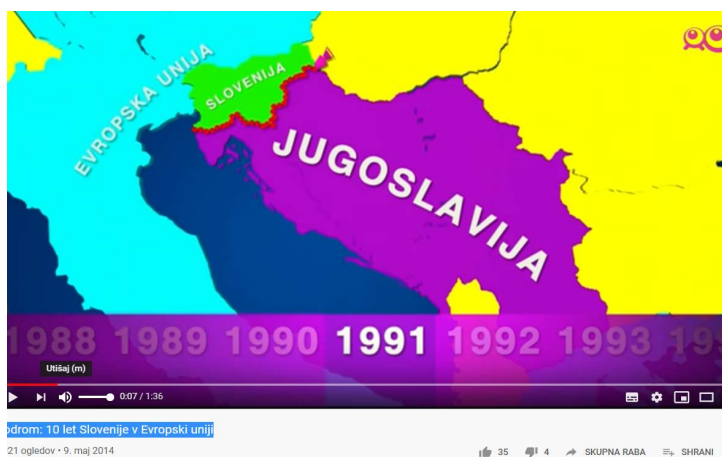 EVROPSKA UNIJA
SLOVENIJA
JUGOSLAVIJA
1988 1989 1990 1991 1992 1993 199
Utišaj (m)
0:07 / 1:36
odrom: 10 let Slovenije v Evropski uniji
21 ogledov • 9. maj 2014
35 4 SKUPNA RABA SHRANI